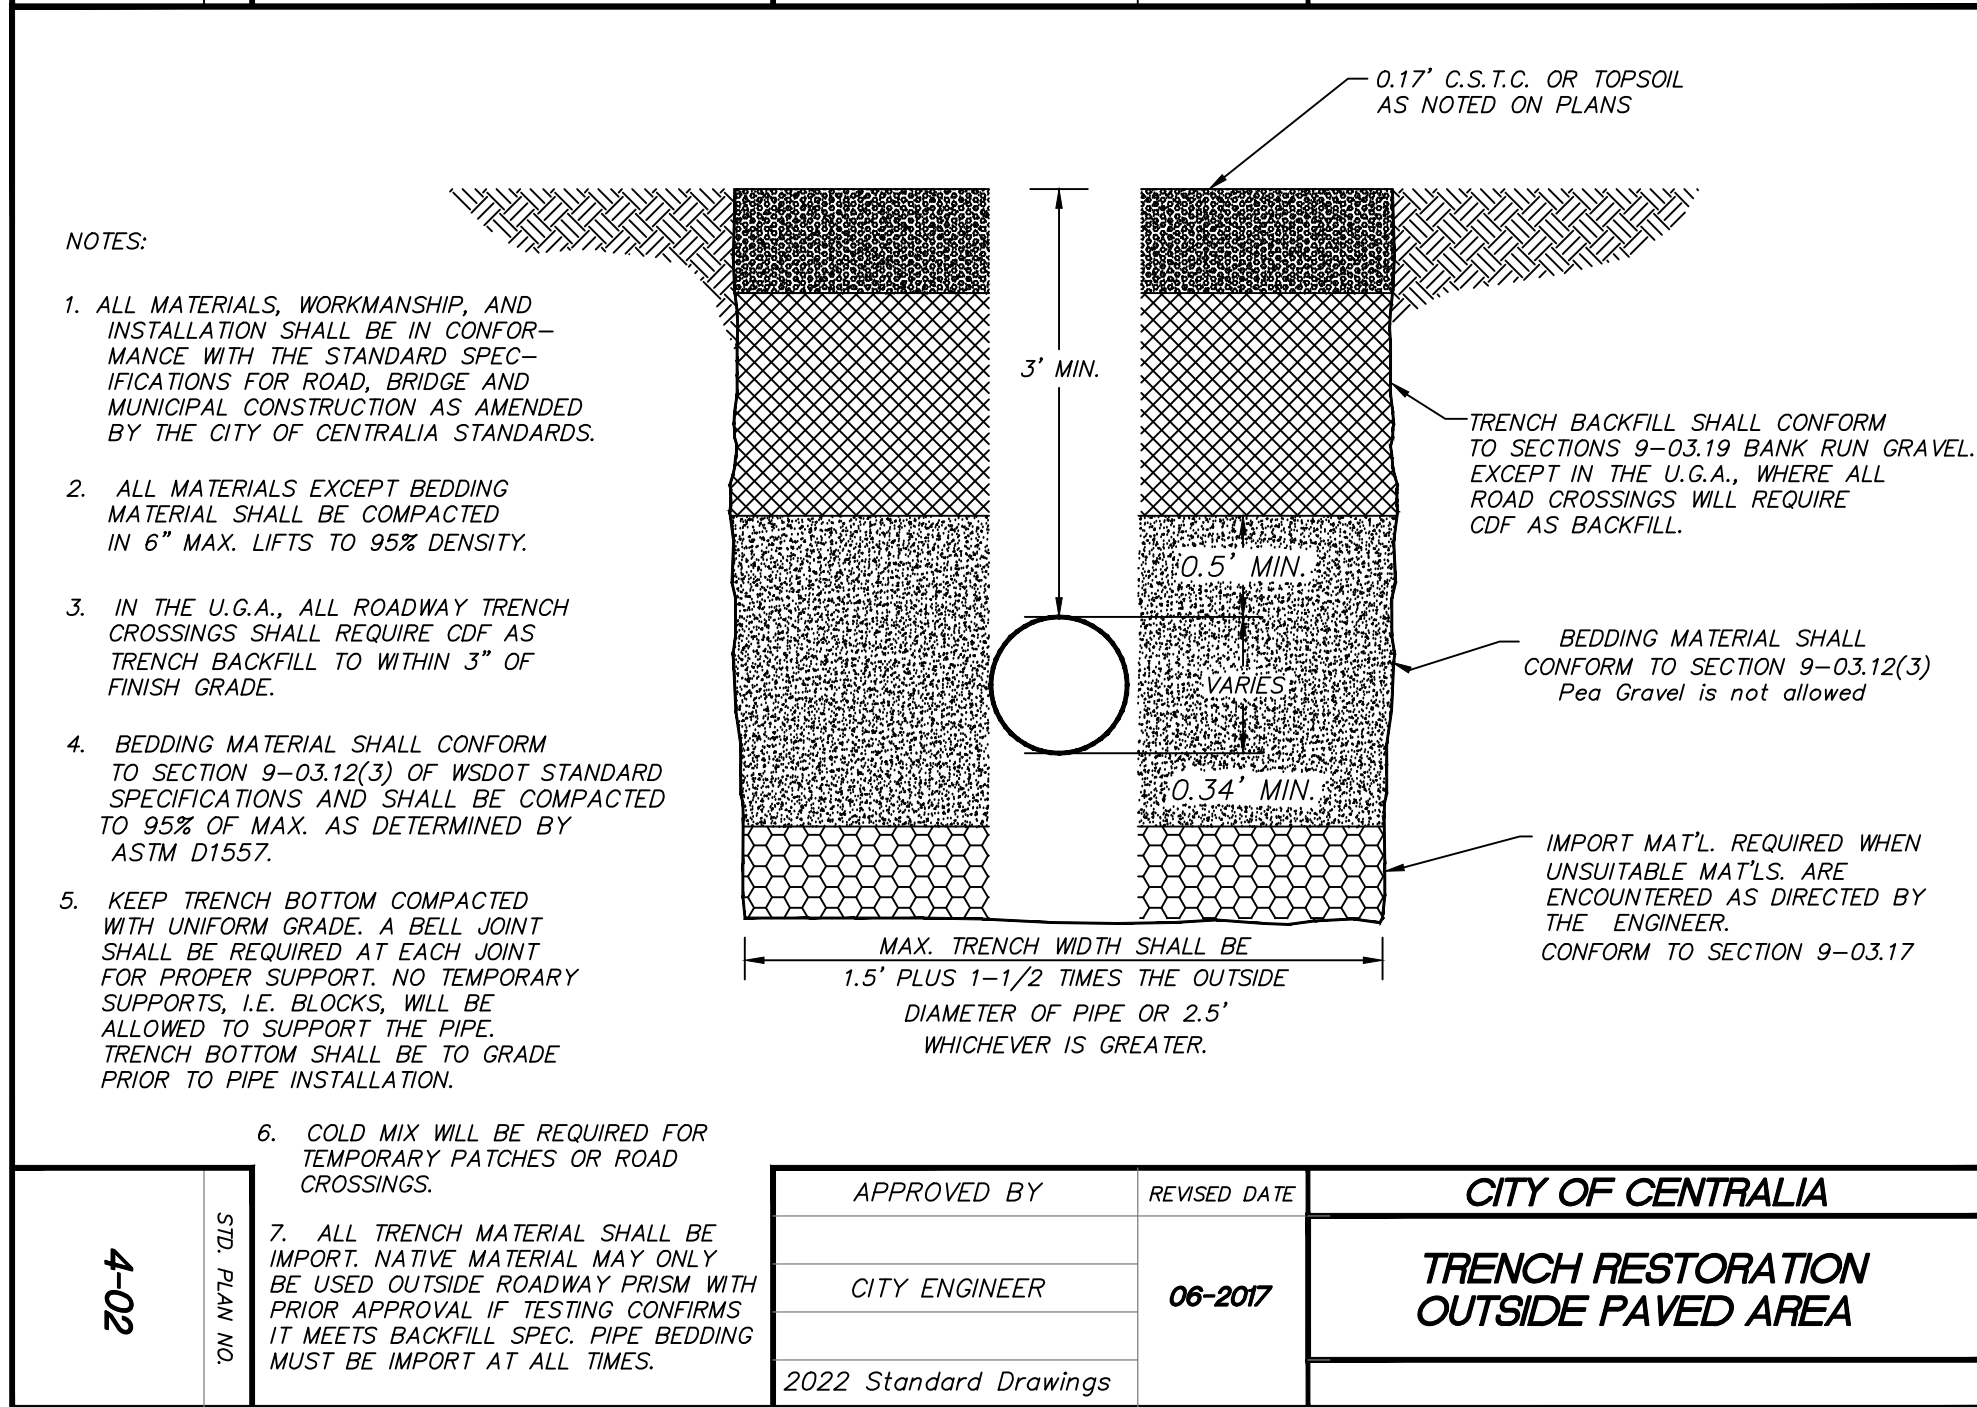 0.17' C.S.T.C. OR TOPSOIL
AS NOTED ON PLANS
NOTES:
1. ALL MATERIALS, WORKMANSHIP, AND
INSTALLATION SHALL BE IN CONFOR-
MANCE WITH THE STANDARD SPEC-
IFICATIONS FOR ROAD, BRIDGE AND
MUNICIPAL CONSTRUCTION AS AMENDED
BY THE CITY OF CENTRALIA STANDARDS.
2. ALL MATERIALS EXCEPT BEDDING
MATERIAL SHALL BE COMPACTED
IN 6" MAX. LIFTS TO 95% DENSITY.
3. IN THE U.G.A., ALL ROADWAY TRENCH
CROSSINGS SHALL REQUIRE CDF AS
TRENCH BACKFILL TO WITHIN 3" OF
FINISH GRADE.
4. BEDDING MATERIAL SHALL CONFORM
TO SECTION 9-03.12(3) OF WSDOT STANDARD
SPECIFICATIONS AND SHALL BE COMPACTED
TO 95% OF MAX. AS DETERMINED BY
ASTM D1557.
5. KEEP TRENCH BOTTOM COMPACTED
WITH UNIFORM GRADE. A BELL JOINT
SHALL BE REQUIRED AT EACH JOINT
FOR PROPER SUPPORT. NO TEMPORARY
SUPPORTS, I.E. BLOCKS, WILL BE
ALLOWED TO SUPPORT THE PIPE.
TRENCH BOTTOM SHALL BE TO GRADE
PRIOR TO PIPE INSTALLATION.
6. COLD MIX WILL BE REQUIRED FOR
TEMPORARY PATCHES OR ROAD
CROSSINGS.
7. ALL TRENCH MATERIAL SHALL BE
IMPORT. NATIVE MATERIAL MAY ONLY
BE USED OUTSIDE ROADWAY PRISM WITH
PRIOR APPROVAL IF TESTING CONFIRMS
IT MEETS BACKFILL SPEC. PIPE BEDDING
MUST BE IMPORT AT ALL TIMES.
3' MIN.
0.5' MIN.
VARIES
0.34' MIN.
TRENCH BACKFILL SHALL CONFORM
TO SECTIONS 9-03.19 BANK RUN GRAVEL.
EXCEPT IN THE U.G.A., WHERE ALL
ROAD CROSSINGS WILL REQUIRE
CDF AS BACKFILL.
BEDDING MATERIAL SHALL
CONFORM TO SECTION 9-03.12(3)
Pea Gravel is not allowed
IMPORT MAT'L. REQUIRED WHEN
UNSUITABLE MAT'LS. ARE
ENCOUNTERED AS DIRECTED BY
THE ENGINEER.
CONFORM TO SECTION 9-03.17
MAX. TRENCH WIDTH SHALL BE
1.5' PLUS 1-1/2 TIMES THE OUTSIDE
DIAMETER OF PIPE OR 2.5'
WHICHEVER IS GREATER.
4-02
STD. PLAN NO.
APPROVED BY
CITY ENGINEER
2022 Standard Drawings
REVISED DATE
06-2017
CITY OF CENTRALIA
TRENCH RESTORATION
OUTSIDE PAVED AREA